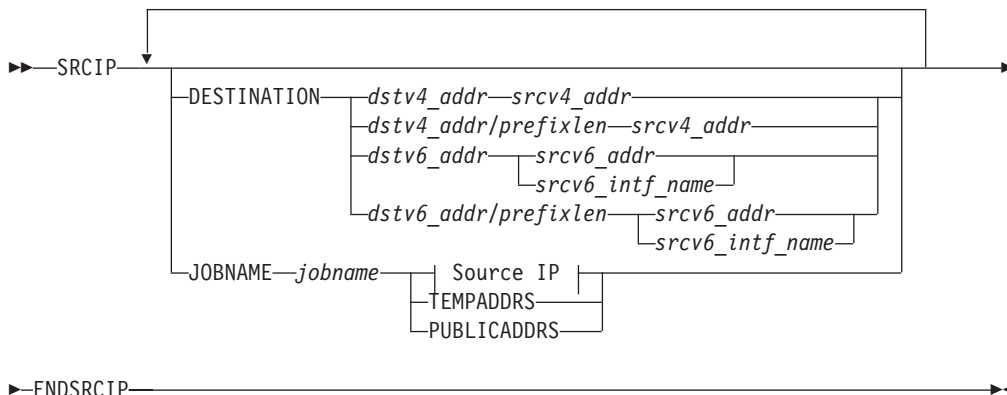 SRCIP
DESTINATION dstv4_addr srcv4_addr
dstv4_addr/prefixlen srcv4_addr
dstv6_addr srcv6_addr
srcv6_intf_name
dstv6_addr/prefixlen srcv6_addr
srcv6_intf_name
JOBNAME jobname Source IP
TEMPADDRS
PUBLICADDRS
ENDSRCIP